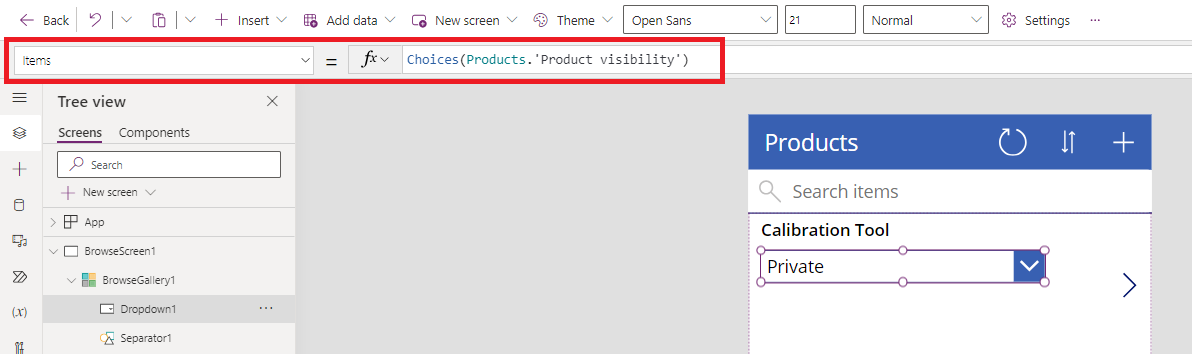 Back Insert Add data New screen Theme Open Sans 21 Normal Settings ...
Items = fx Choices(Products.'Product visibility')
Tree view
Screens Components
Search
New screen
App
BrowseScreen1
BrowseGallery1
Dropdown1 ...
Separator1
(x)
Products
Search items
Calibration Tool
Private